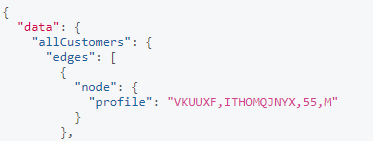 {
"data": {
"allCustomers": {
"edges": [
{
"node": {
"profile": "VKUUXF,ITHOMQJNYX,55,M"
}
},